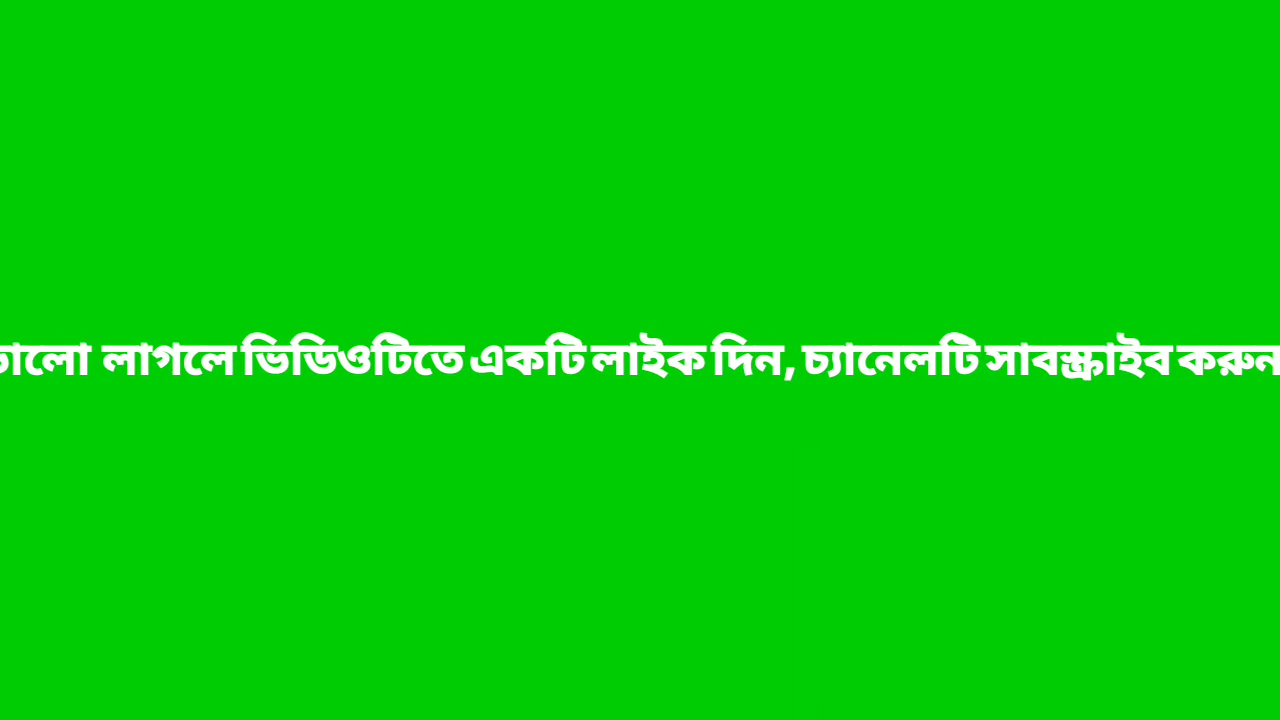 ভালো লাগলে ভিডিওটিতে একটি লাইক দিন, চ্যানেলটি সাবস্ক্রাইব করুন